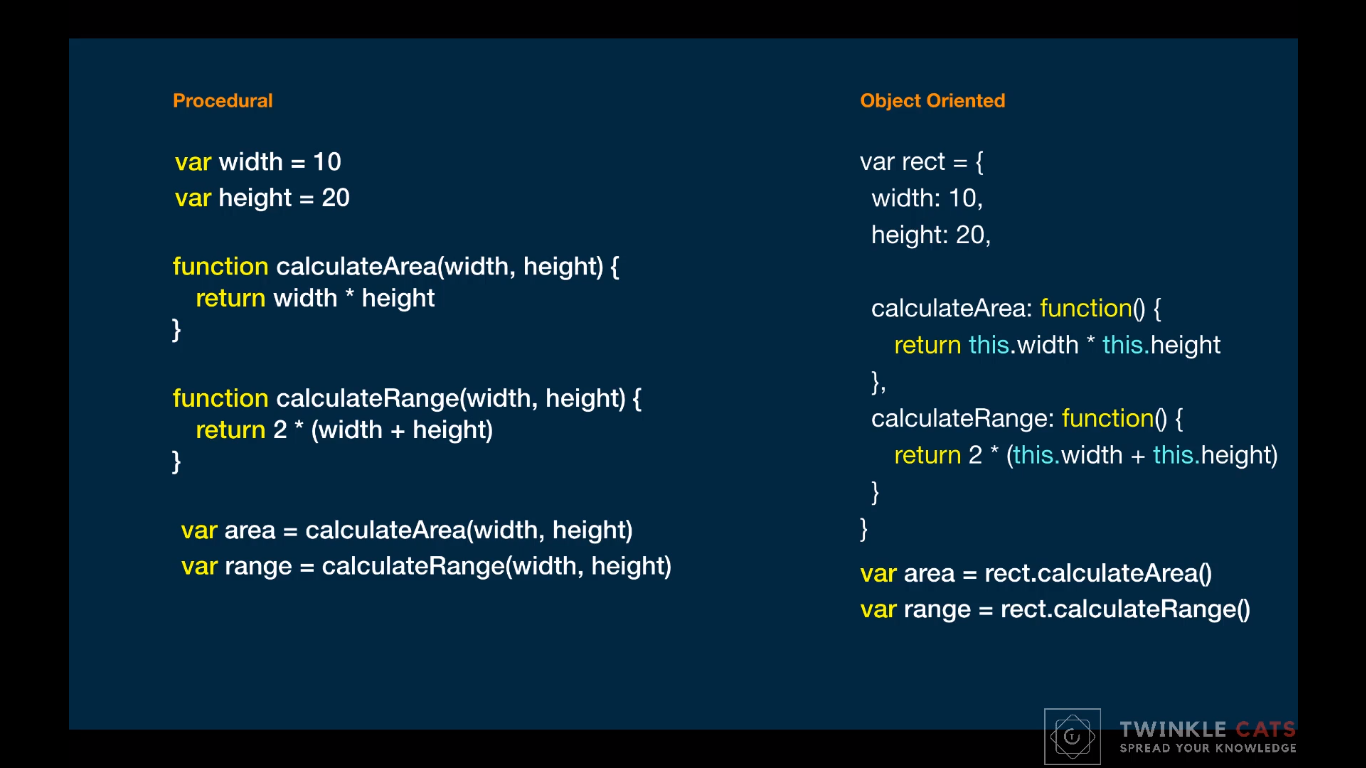 Procedural
var width = 10
var height = 20
function calculateArea(width, height) {
return width * height
}
function calculateRange(width, height) {
return 2 * (width + height)
}
var area = calculateArea(width, height)
var range = calculateRange(width, height)
Object Oriented
var rect = {
width: 10,
height: 20,
calculateArea: function() {
return this.width * this.height
},
calculateRange: function() {
return 2 * (this.width + this.height)
}
}
var area = rect.calculateArea()
var range = rect.calculateRange()
TWINKLE CATS
SPREAD YOUR KNOWLEDGE